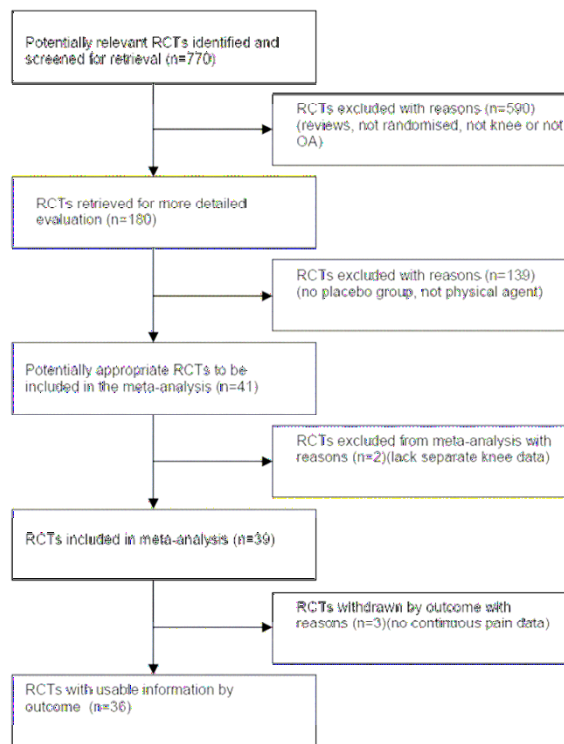 Potentially relevant RCTs identified and
screened for retrieval (n=770)
RCTs excluded with reasons (n=590)
(reviews, not randomised, not knee or not
OA)
RCTs retrieved for more detailed
evaluation (n=180)
RCTs excluded with reasons (n=139)
(no placebo group, not physical agent)
Potentially appropriate RCTs to be
included in the meta-analysis (n=41)
RCTs excluded from meta-analysis with
reasons (n=2)(lack separate knee data)
RCTs included in meta-analysis (n=39)
RCTs withdrawn by outcome with
reasons (n=3)(no continuous pain data)
RCTs with usable information by
outcome (n=36)